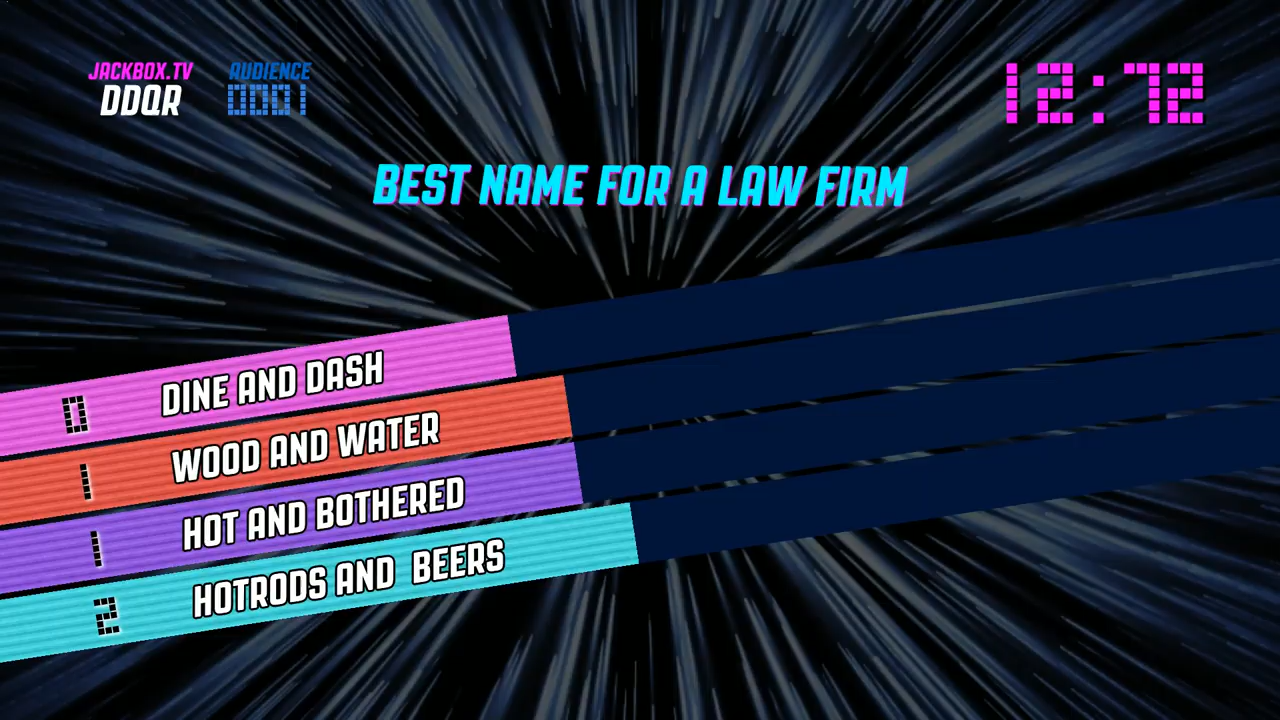 JACKBOX.TV
DDQR
AUDIENCE
0001
12:72
BEST NAME FOR A LAW FIRM
0 DINE AND DASH
1 WOOD AND WATER
1 HOT AND BOTHERED
2 HOTRODS AND BEERS